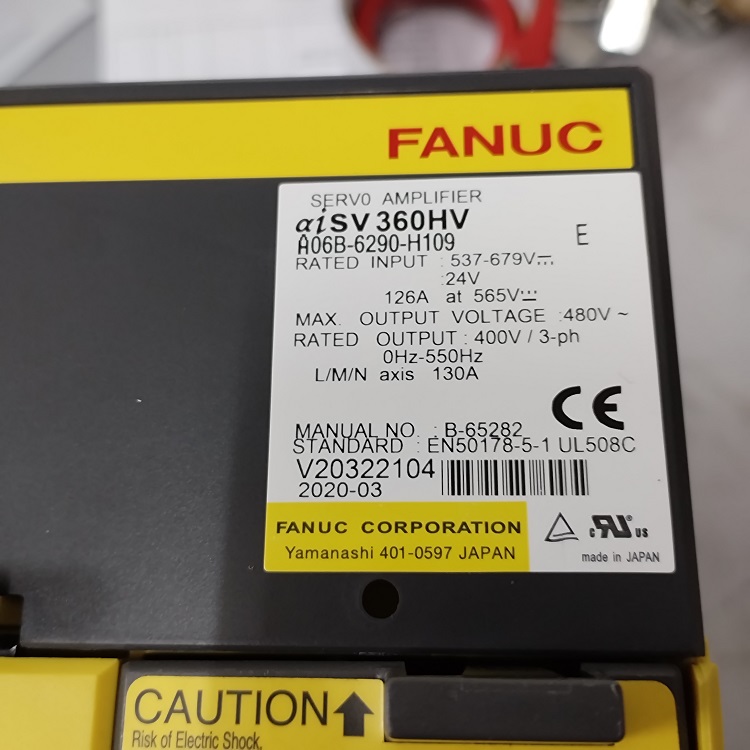 FANUC
SERVO AMPLIFIER
αiSV 360HV
A06B-6290-H109
E
RATED INPUT : 537-679V⎓
:24V
126A at 565V⎓
MAX. OUTPUT VOLTAGE :480V ~
RATED OUTPUT : 400V / 3-ph
0Hz-550Hz
L/M/N axis 130A
CE
MANUAL NO. : B-65282
STANDARD : EN50178-5-1 UL508C
V20322104
2020-03
FANUC CORPORATION
Yamanashi 401-0597 JAPAN
c RU us
made in JAPAN
CAUTION
Risk of Electric Shock.